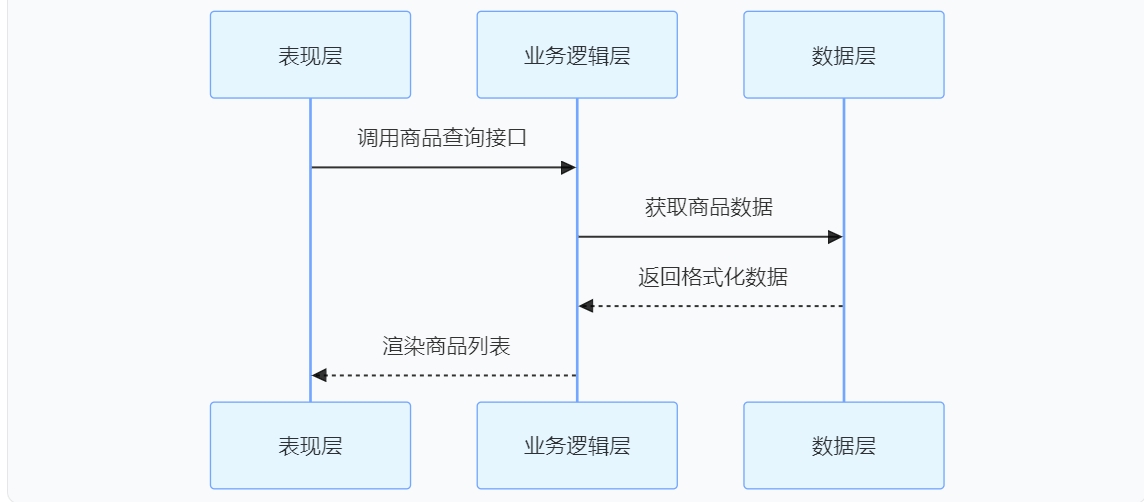 表现层
业务逻辑层
数据层
调用商品查询接口
获取商品数据
返回格式化数据
渲染商品列表
表现层
业务逻辑层
数据层